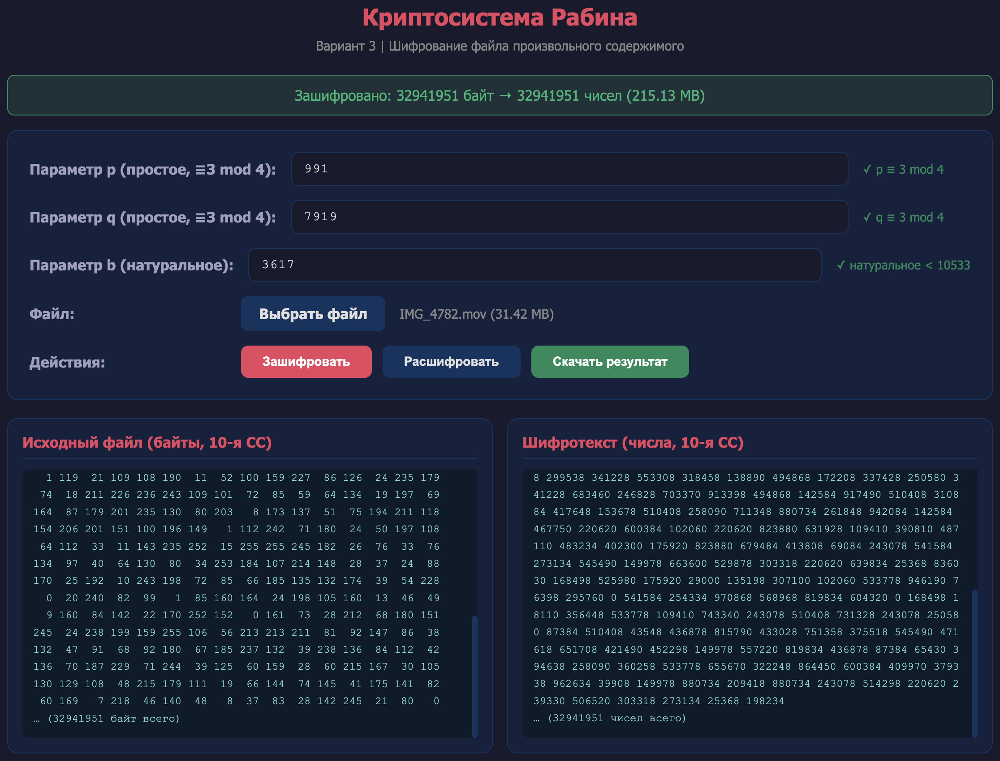 Криптосистема Рабина
Вариант 3 | Шифрование файла произвольного содержимого
Зашифровано: 32941951 байт → 32941951 чисел (215.13 MB)
Параметр p (простое, ≡3 mod 4):
991
✓ p ≡ 3 mod 4
Параметр q (простое, ≡3 mod 4):
7919
✓ q ≡ 3 mod 4
Параметр b (натуральное):
3617
✓ натуральное < 10533
Файл:
Выбрать файл
IMG_4782.mov (31.42 MB)
Действия:
Зашифровать
Расшифровать
Скачать результат
Исходный файл (байты, 10-я СС)
1 119 21 109 108 190 11 52 100 159 227 86 126 24 235 179
74 18 211 226 236 243 109 101 72 85 59 64 134 19 197 69
164 87 179 201 235 130 80 203 8 173 137 51 75 194 211 118
154 206 201 151 100 196 149 1 112 242 71 180 24 50 197 108
64 112 33 11 143 235 252 15 255 255 245 182 26 76 33 76
134 97 40 64 130 80 34 253 184 107 214 148 28 37 24 88
170 25 192 10 243 198 72 85 66 185 135 132 174 39 54 228
0 20 240 82 99 1 85 160 164 24 198 105 160 13 46 49
9 160 84 142 22 170 252 152 0 161 73 28 212 68 180 151
245 24 238 199 159 255 106 56 213 213 211 81 92 147 86 38
132 47 91 68 92 180 67 185 237 132 39 238 136 84 112 42
136 70 187 229 71 244 39 125 60 159 28 60 215 167 30 105
130 129 108 48 215 179 111 19 66 144 74 145 41 175 141 82
60 169 7 218 46 140 48 8 37 83 28 142 245 21 80 0
… (32941951 байт всего)
Шифротекст (числа, 10-я СС)
8 299538 341228 553308 318458 138890 494868 172208 337428 250580 3
41228 683460 246828 703370 913398 494868 142584 917490 510408 3108
84 417648 153678 510408 258090 711348 880734 261848 942084 142584
467750 220620 600384 102060 220620 823880 631928 109410 390810 487
110 483234 402300 175920 823880 679484 413808 69084 243078 541584
273134 545490 149978 663600 529878 303318 220620 639834 25368 8360
30 168498 525980 175920 29000 135198 307100 102060 533778 946190 7
6398 295760 0 541584 254334 970868 568968 819834 604320 0 168498 1
8110 356448 533778 109410 743340 243078 510408 731328 243078 25058
0 87384 510408 43548 436878 815790 433028 751358 375518 545490 471
618 651708 421490 452298 149978 557220 819834 436878 87384 65430 3
94638 258090 360258 533778 655670 322248 864450 600384 409970 3793
38 962634 39908 149978 880734 209418 880734 243078 514298 220620 2
39330 506520 303318 273134 25368 198234
… (32941951 чисел всего)